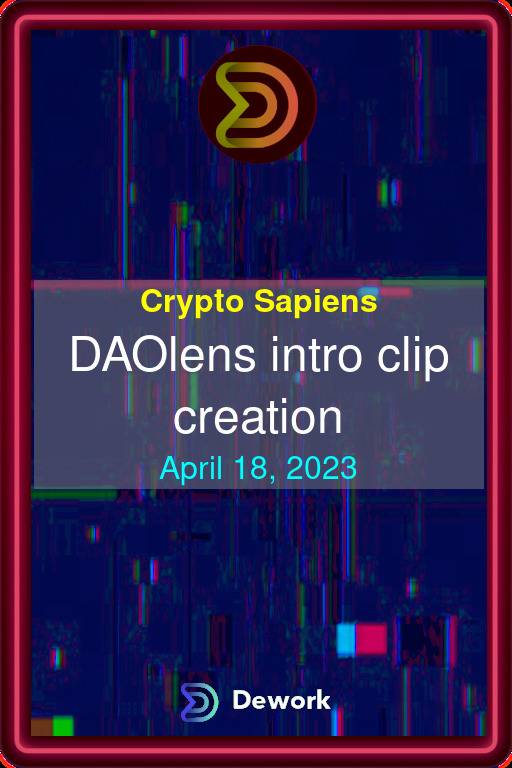 Crypto Sapiens
DAOlens intro clip
creation
April 18, 2023
Dework